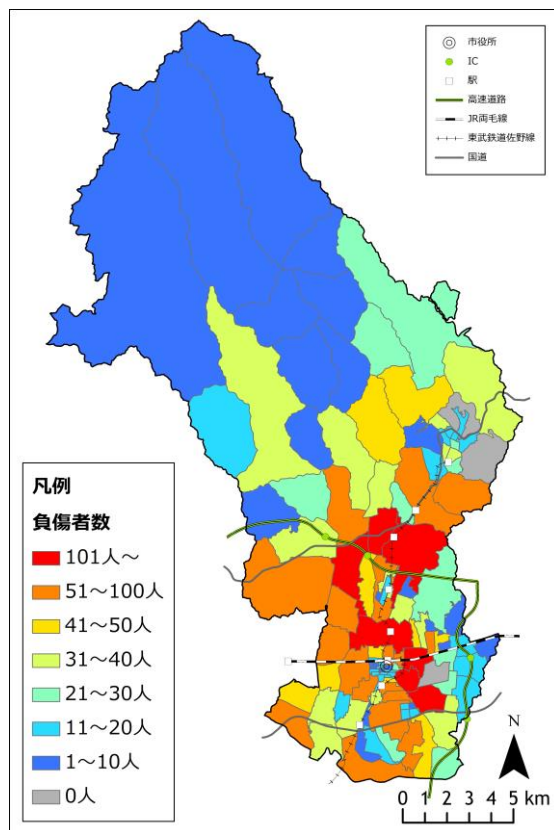 市役所
IC
駅
高速道路
JR両毛線
東武鉄道佐野線
国道
凡例
負傷者数
101人～
51～100人
41～50人
31～40人
21～30人
11～20人
1～10人
0人
N
0 1 2 3 4 5 km